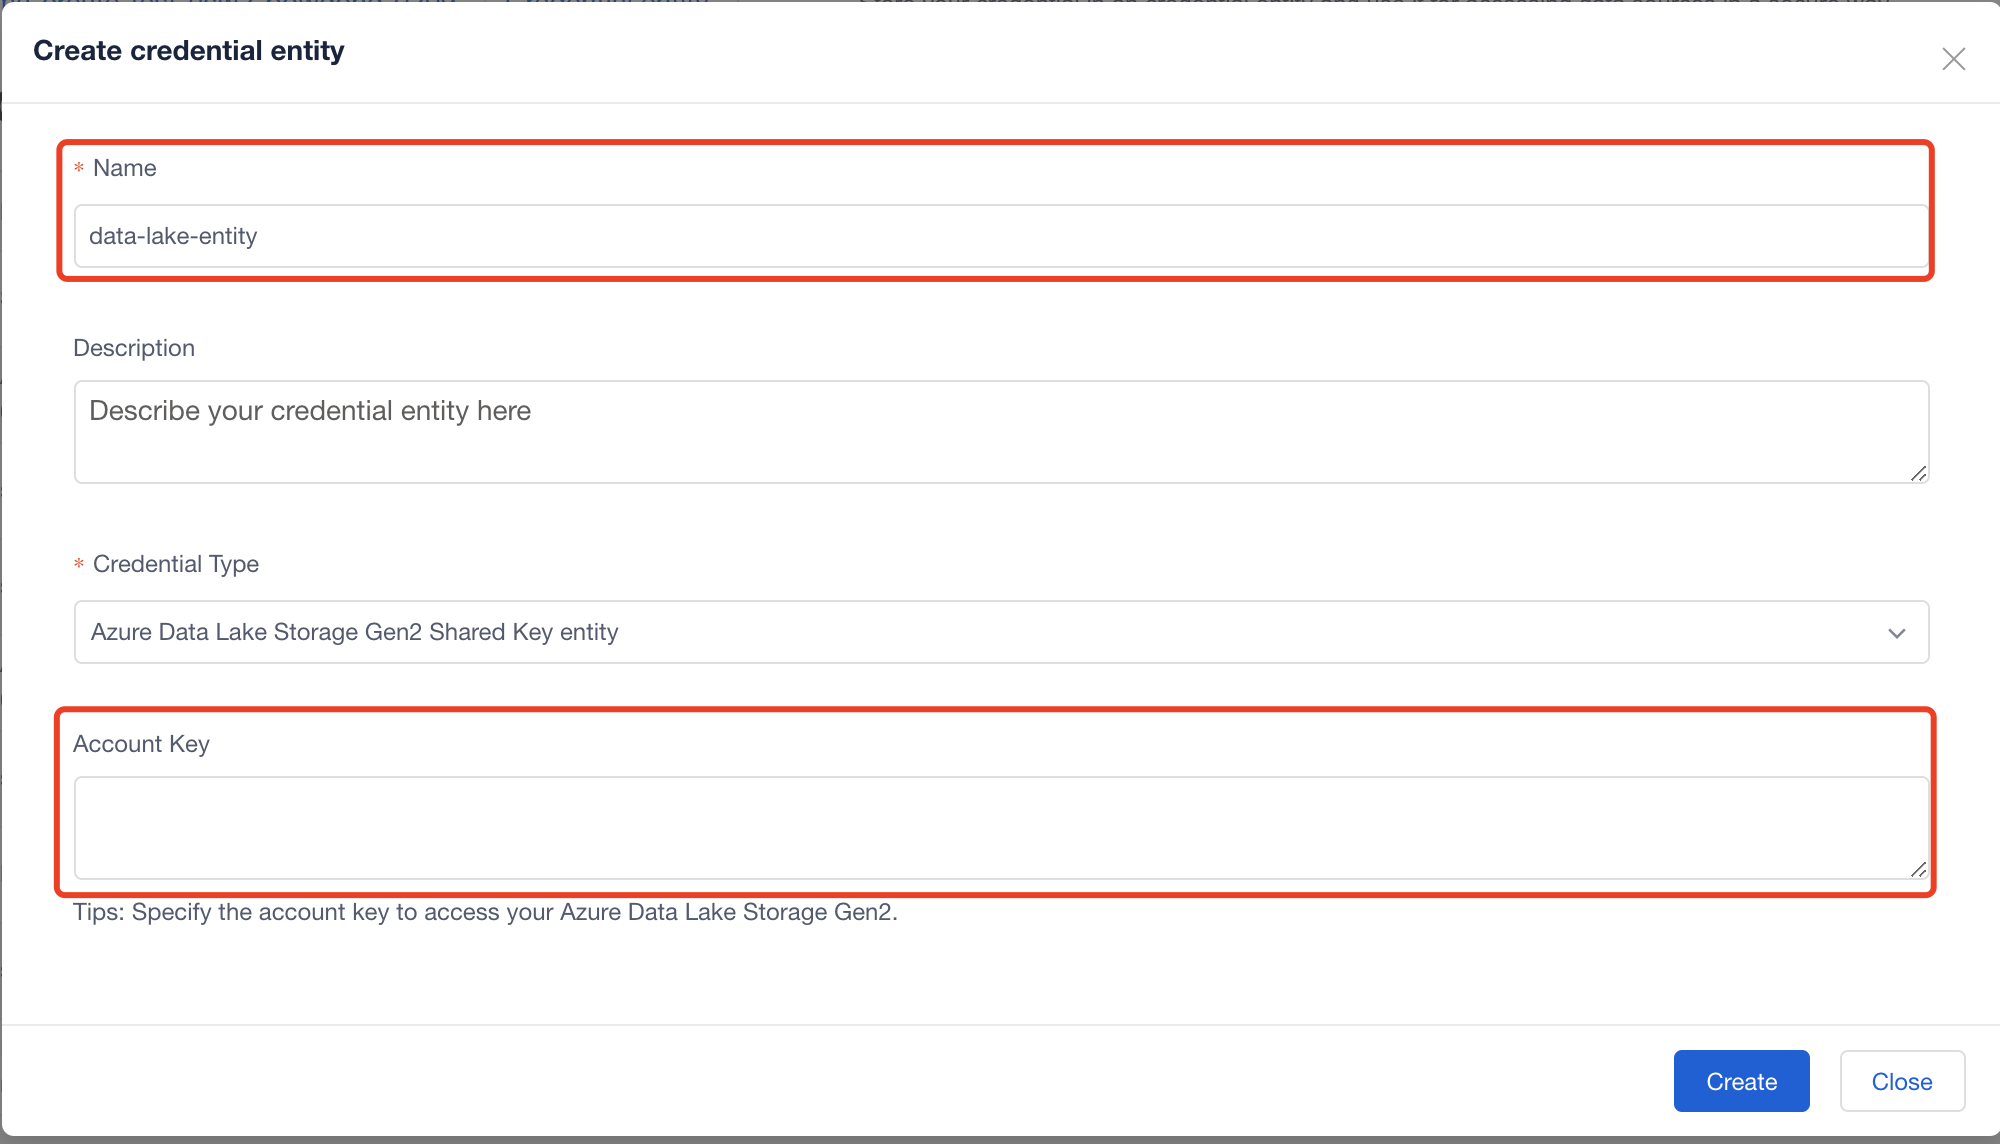 Create credential entity
* Name
data-lake-entity
Description
Describe your credential entity here
* Credential Type
Azure Data Lake Storage Gen2 Shared Key entity
Account Key
Tips: Specify the account key to access your Azure Data Lake Storage Gen2.
Create
Close